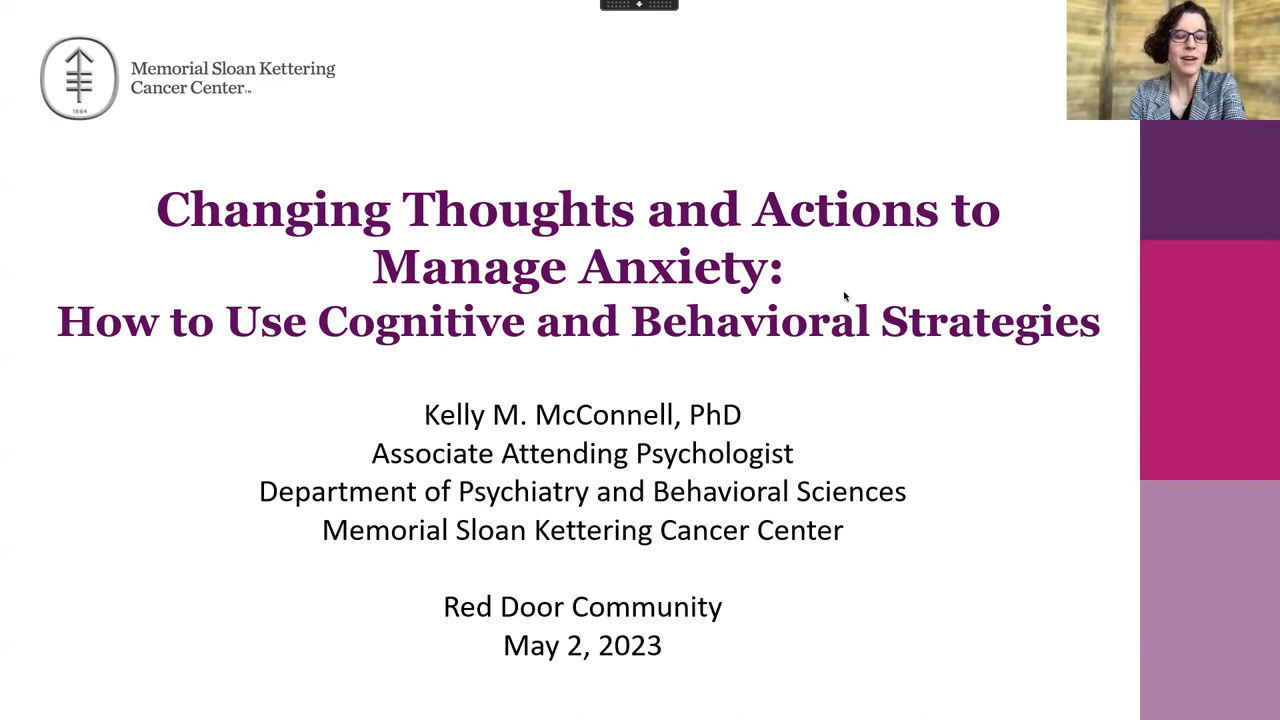 Memorial Sloan Kettering
Cancer Center™
1884
Changing Thoughts and Actions to
Manage Anxiety:
How to Use Cognitive and Behavioral Strategies
Kelly M. McConnell, PhD
Associate Attending Psychologist
Department of Psychiatry and Behavioral Sciences
Memorial Sloan Kettering Cancer Center
Red Door Community
May 2, 2023